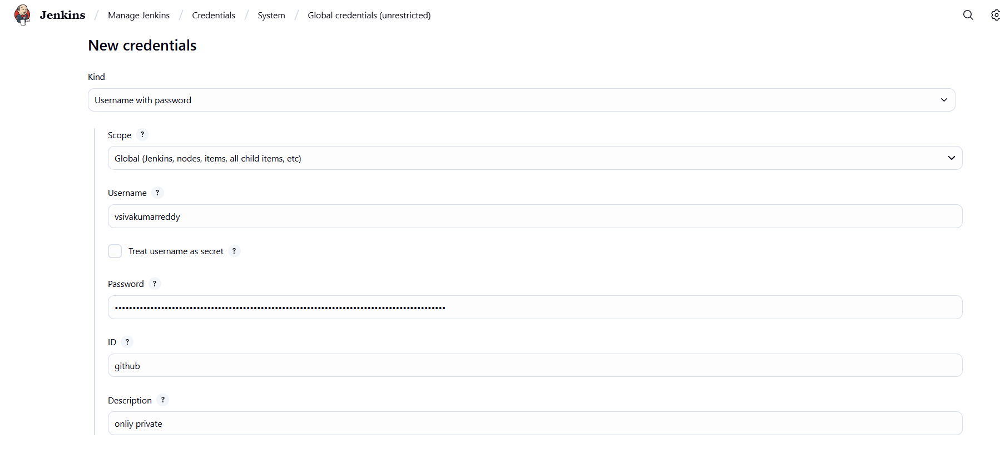 Jenkins / Manage Jenkins / Credentials / System / Global credentials (unrestricted)
New credentials
Kind
Username with password
Scope ?
Global (Jenkins, nodes, items, all child items, etc)
Username ?
vsivakumarreddy
Treat username as secret ?
Password ?
ID ?
github
Description ?
onliy private